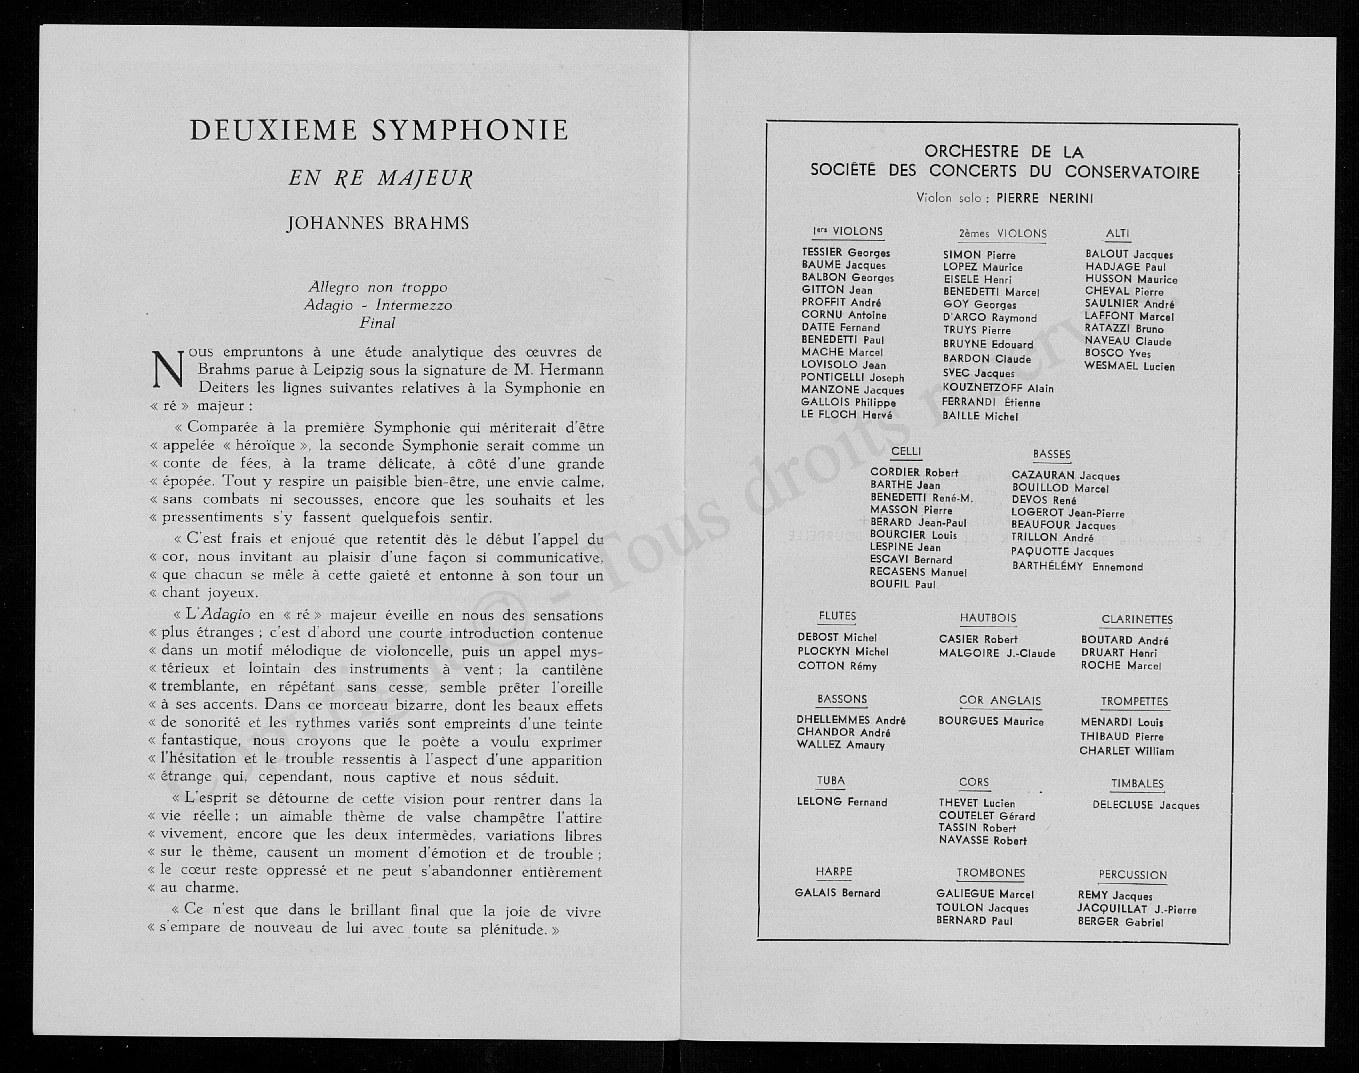 DEUXIEME SYMPHONIE
EN RE MAJEUR
JOHANNES BRAHMS
Allegro non troppo
Adagio - Intermezzo
Final
Nous empruntons à une étude analytique des œuvres de
Brahms parue à Leipzig sous la signature de M. Hermann
Deiters les lignes suivantes relatives à la Symphonie en
« ré » majeur :
« Comparée à la première Symphonie qui mériterait d'être
« appelée « héroïque », la seconde Symphonie serait comme un
« conte de fées, à la trame délicate, à côté d'une grande
« épopée. Tout y respire un paisible bien-être, une envie calme,
« sans combats ni secousses, encore que les souhaits et les
« pressentiments s'y fassent quelquefois sentir.
« C'est frais et enjoué que retentit dès le début l'appel du
« cor, nous invitant au plaisir d'une façon si communicative,
« que chacun se mêle à cette gaieté et entonne à son tour un
« chant joyeux.
« L'Adagio en « ré » majeur éveille en nous des sensations
« plus étranges ; c'est d'abord une courte introduction contenue
« dans un motif mélodique de violoncelle, puis un appel mys-
« térieux et lointain des instruments à vent ; la cantilène
« tremblante, en répétant sans cesse, semble prêter l'oreille
« à ses accents. Dans ce morceau bizarre, dont les beaux effets
« de sonorité et les rythmes variés sont empreints d'une teinte
« fantastique, nous croyons que le poète a voulu exprimer
« l'hésitation et le trouble ressentis à l'aspect d'une apparition
« étrange qui, cependant, nous captive et nous séduit.
« L'esprit se détourne de cette vision pour rentrer dans la
« vie réelle ; un aimable thème de valse champêtre l'attire
« vivement, encore que les deux intermèdes, variations libres
« sur le thème, causent un moment d'émotion et de trouble ;
« le cœur reste oppressé et ne peut s'abandonner entièrement
« au charme.
« Ce n'est que dans le brillant final que la joie de vivre
« s'empare de nouveau de lui avec toute sa plénitude. »
ORCHESTRE DE LA
SOCIÉTÉ DES CONCERTS DU CONSERVATOIRE
Violon solo : PIERRE NERINI
1ers VIOLONS
TESSIER Georges
BAUME Jacques
BALBON Georges
GITTON Jean
PROFFIT André
CORNU Antoine
DATTE Fernand
BENEDETTI Paul
MACHE Marcel
LOVISOLO Jean
PONTICELLI Joseph
MANZONE Jacques
GALLOIS Philippe
LE FLOCH Hervé
2èmes VIOLONS
SIMON Pierre
LOPEZ Maurice
EISELE Henri
BENEDETTI Marcel
GOY Georges
D'ARCO Raymond
TRUYS Pierre
BRUYNE Edouard
BARDON Claude
SVEC Jacques
KOUZNETZOFF Alain
FERRANDI Étienne
BAILLE Michel
ALTI
BALOUT Jacques
HADJAGE Paul
HUSSON Maurice
CHEVAL Pierre
SAULNIER André
LAFFONT Marcel
RATAZZI Bruno
NAVEAU Claude
BOSCO Yves
WESMAEL Lucien
CELLI
CORDIER Robert
BARTHE Jean
BENEDETTI René-M.
MASSON Pierre
BÉRARD Jean-Paul
BOURCIER Louis
LESPINE Jean
ESCAVI Bernard
RECASENS Manuel
BOUFIL Paul
BASSES
CAZAURAN Jacques
BOUILLOD Marcel
DEVOS René
LOGEROT Jean-Pierre
BEAUFOUR Jacques
TRILLON André
PAQUOTTE Jacques
BARTHÉLÉMY Ennemond
FLUTES
DEBOST Michel
PLOCKYN Michel
COTTON Rémy
HAUTBOIS
CASIER Robert
MALGOIRE J.-Claude
CLARINETTES
BOUTARD André
DRUART Henri
ROCHE Marcel
BASSONS
DHELLEMMES André
CHANDOR André
WALLEZ Amaury
COR ANGLAIS
BOURGUES Maurice
TROMPETTES
MENARDI Louis
THIBAUD Pierre
CHARLET William
TUBA
LELONG Fernand
CORS
THEVET Lucien
COUTELET Gérard
TASSIN Robert
NAVASSE Robert
TIMBALES
DELECLUSE Jacques
HARPE
GALAIS Bernard
TROMBONES
GALIEGUE Marcel
TOULON Jacques
BERNARD Paul
PERCUSSION
REMY Jacques
JACQUILLAT J.-Pierre
BERGER Gabriel
Copyright © - Tous droits réserv